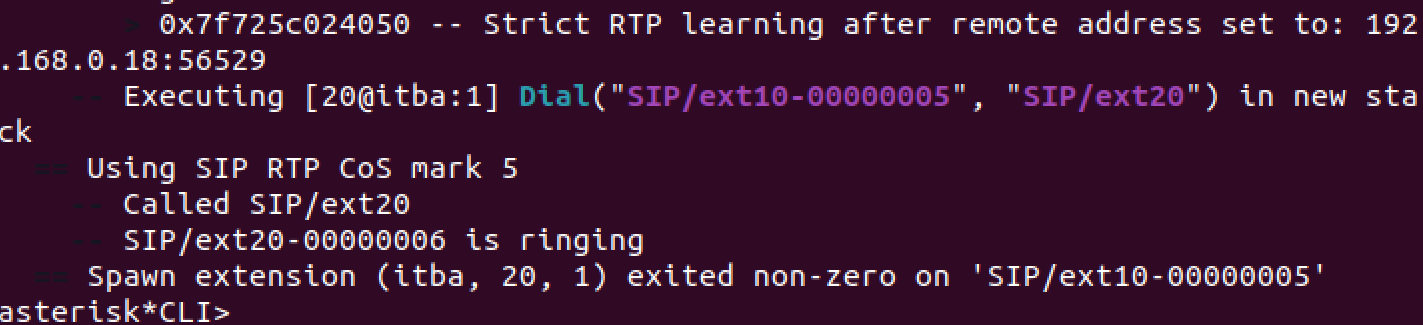 > 0x7f725c024050 -- Strict RTP learning after remote address set to: 192
.168.0.18:56529
-- Executing [20@itba:1] Dial("SIP/ext10-00000005", "SIP/ext20") in new sta
ck
== Using SIP RTP CoS mark 5
-- Called SIP/ext20
-- SIP/ext20-00000006 is ringing
== Spawn extension (itba, 20, 1) exited non-zero on 'SIP/ext10-00000005'
asterisk*CLI>